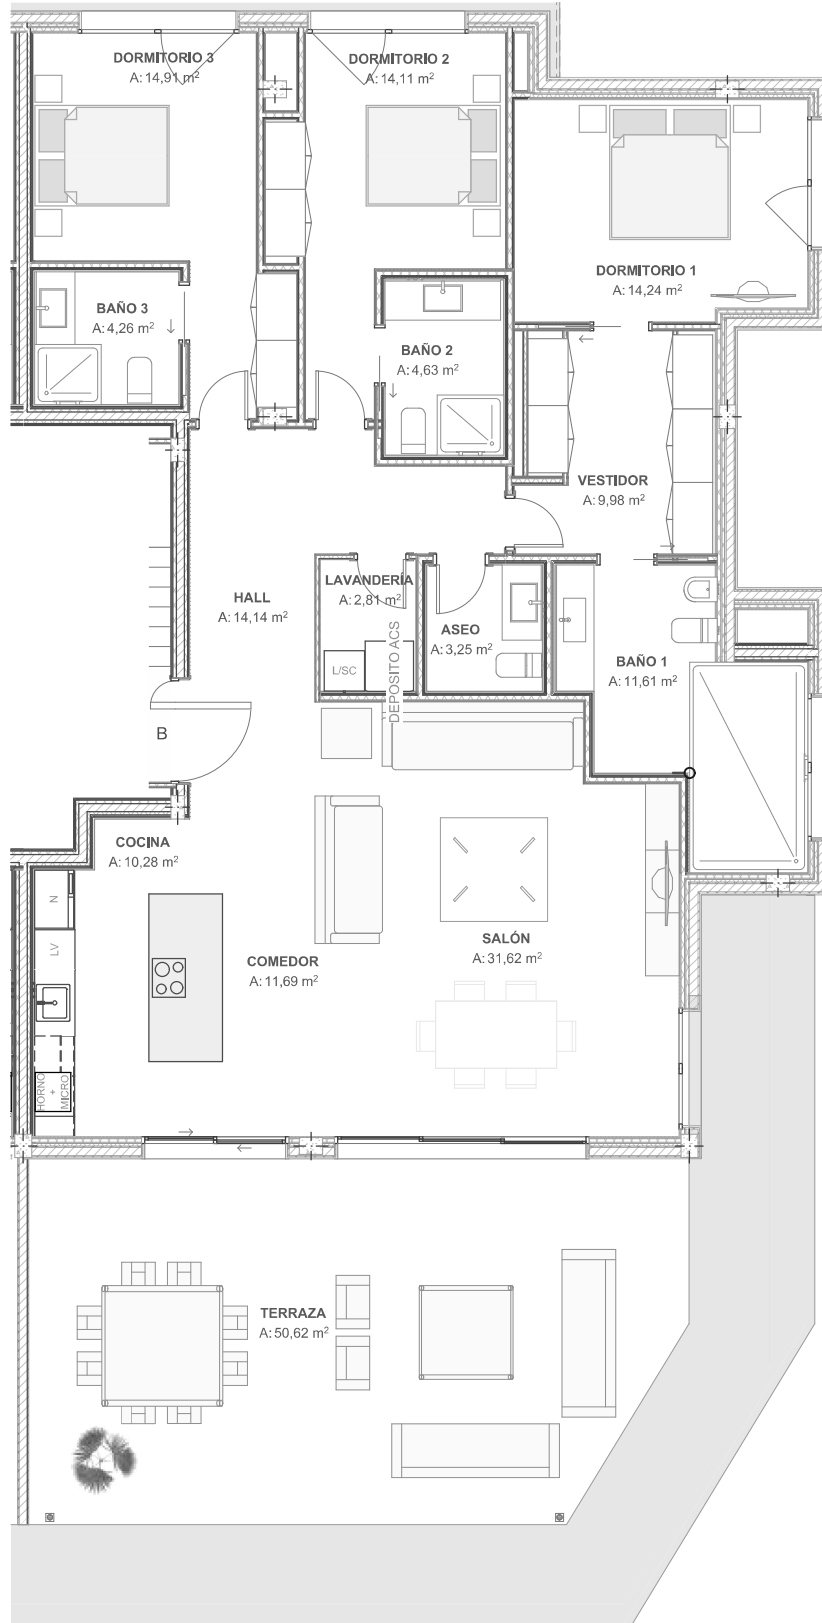 DORMITORIO 3
A: 14,91 m²
DORMITORIO 2
A: 14,11 m²
DORMITORIO 1
A: 14,24 m²
BAÑO 3
A: 4,26 m²
BAÑO 2
A: 4,63 m²
VESTIDOR
A: 9,98 m²
HALL
A: 14,14 m²
LAVANDERÍA
A: 2,81 m²
L/SC
DEPOSITO ACS
ASEO
A: 3,25 m²
BAÑO 1
A: 11,61 m²
B
COCINA
A: 10,28 m²
N
LV
HORNO
+
MICRO
COMEDOR
A: 11,69 m²
SALÓN
A: 31,62 m²
TERRAZA
A: 50,62 m²